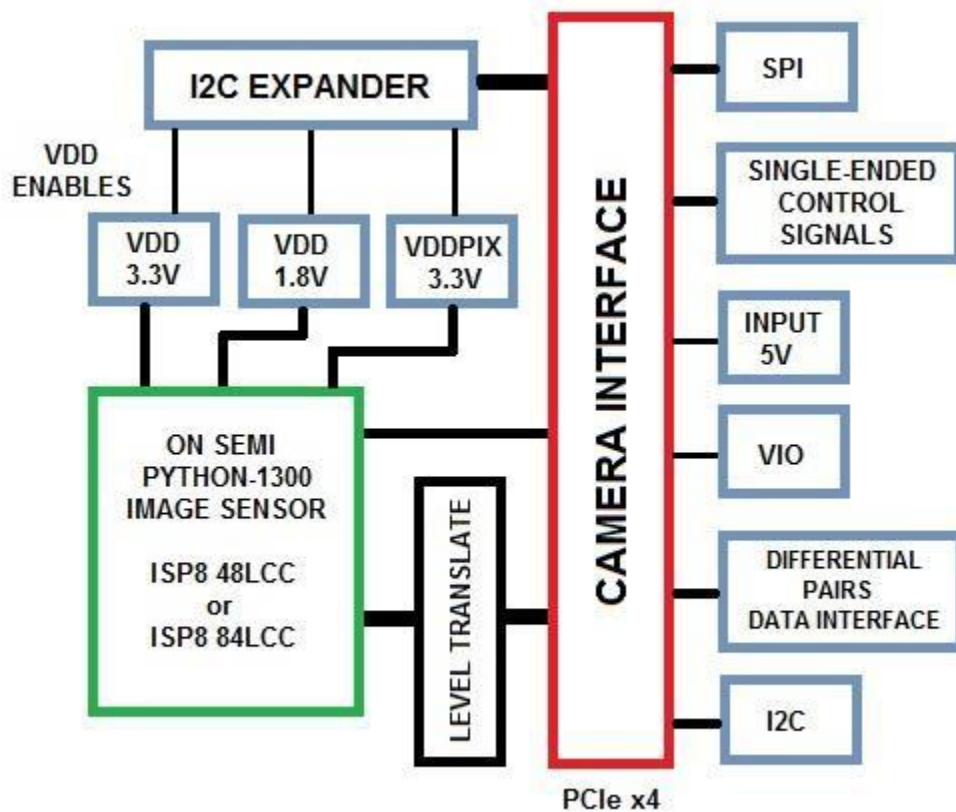 I2C EXPANDER
VDD
ENABLES
VDD
3.3V
VDD
1.8V
VDDPIX
3.3V
ON SEMI
PYTHON-1300
IMAGE SENSOR
ISP8 48LCC
or
ISP8 84LCC
LEVEL TRANSLATE
CAMERA INTERFACE
PCIe x4
SPI
SINGLE-ENDED
CONTROL
SIGNALS
INPUT
5V
VIO
DIFFERENTIAL
PAIRS
DATA INTERFACE
I2C